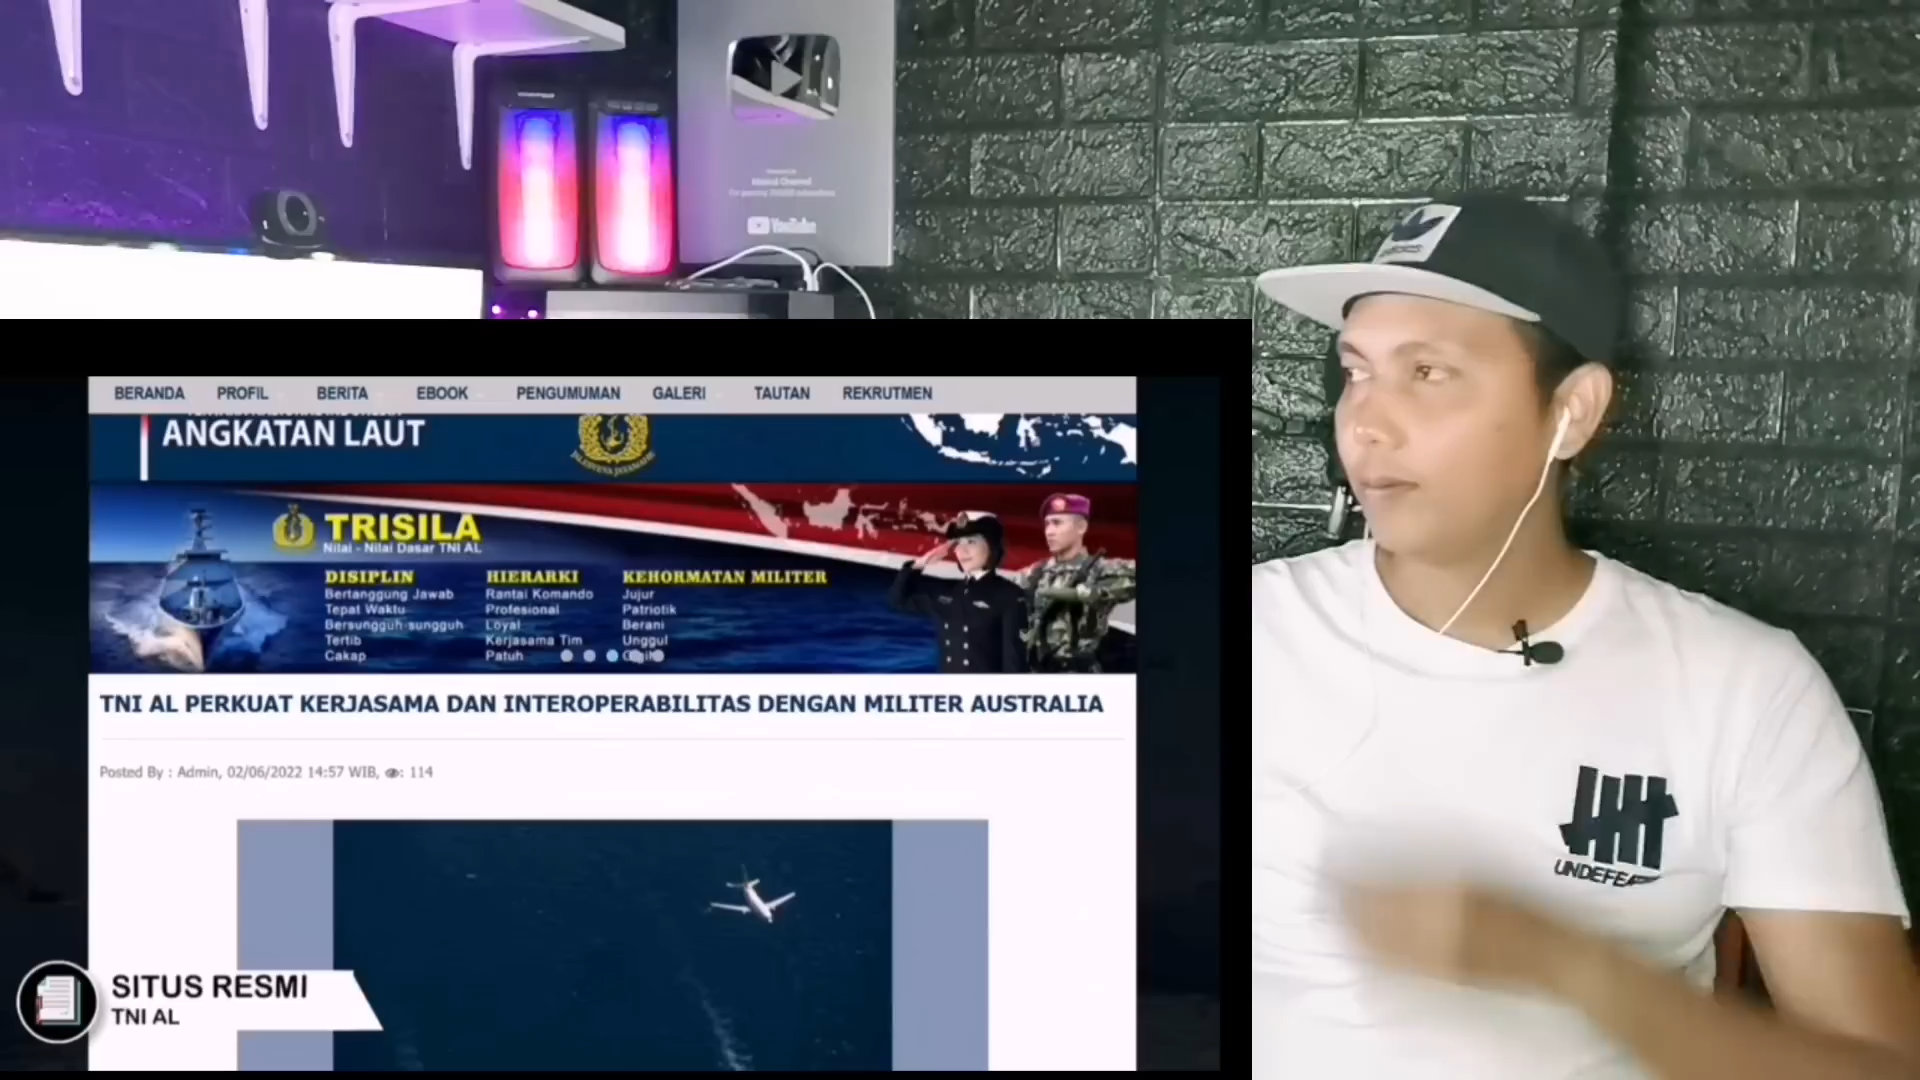 YouTube
BERANDA PROFIL BERITA EBOOK PENGUMUMAN GALERI TAUTAN REKRUTMEN
ANGKATAN LAUT
TRISILA
Nilai - Nilai Dasar TNI AL
DISIPLIN HIERARKI KEHORMATAN MILITER
Bertanggung Jawab Rantai Komando Jujur
Tepat Waktu Profesional Patriotik
Bersungguh-sungguh Loyal Berani
Tertib Kerjasama Tim Unggul
Cakap Patuh
TNI AL PERKUAT KERJASAMA DAN INTEROPERABILITAS DENGAN MILITER AUSTRALIA
Posted By : Admin, 02/06/2022 14:57 WIB, : 114
SITUS RESMI
TNI AL